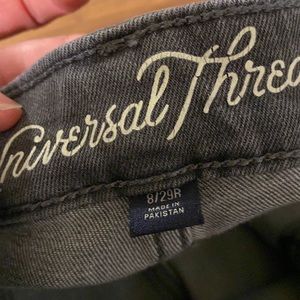 Universal Threa
8/29R
MADE IN
PAKISTAN